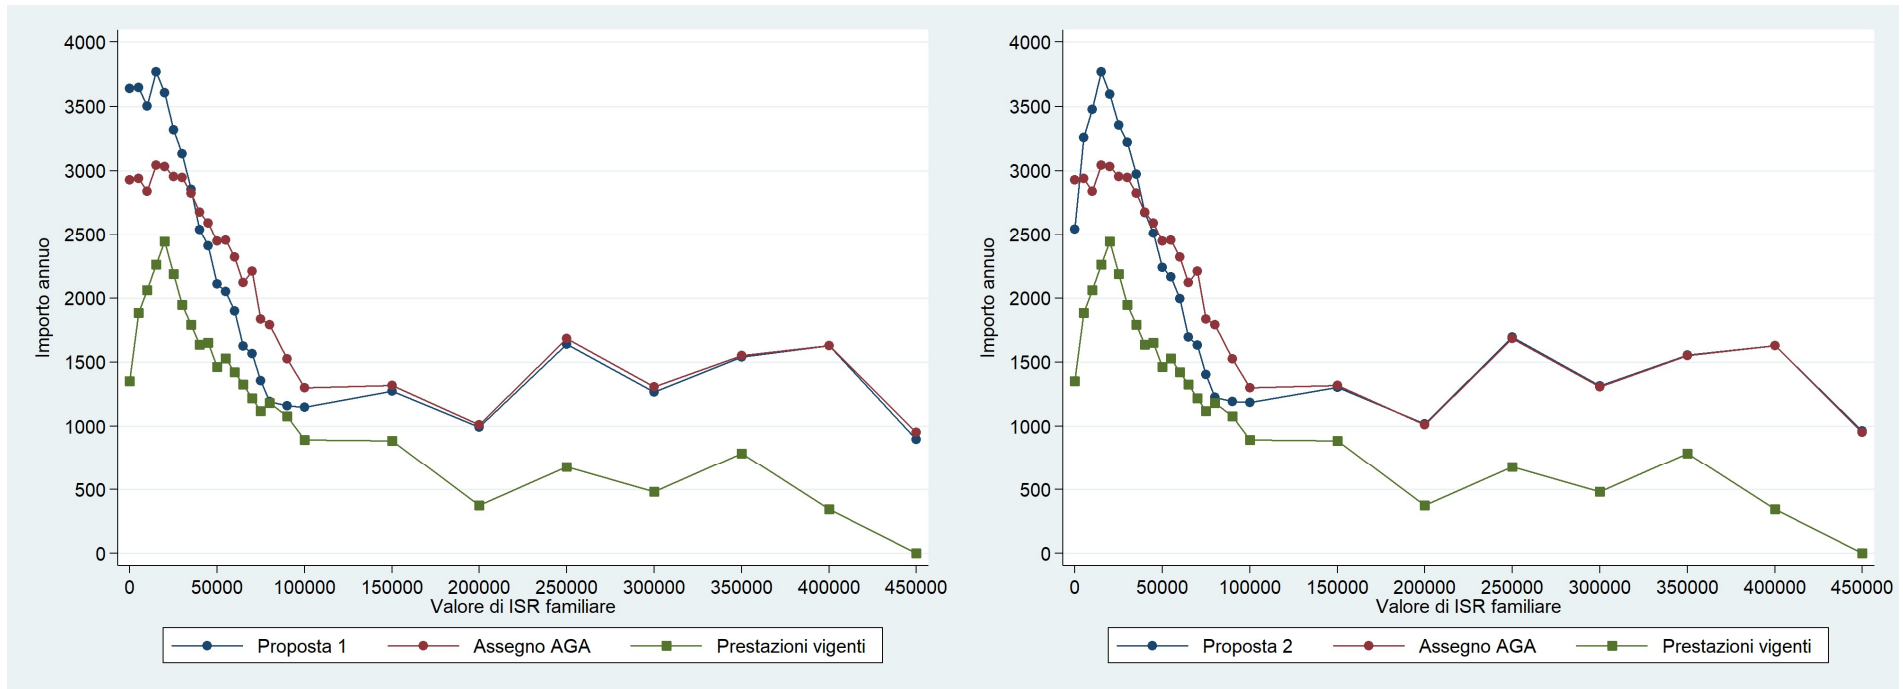 4000
3500
3000
2500
2000
1500
1000
500
0
Importo annuo
0 50000 100000 150000 200000 250000 300000 350000 400000 450000
Valore di ISR familiare
Proposta 1 Assegno AGA Prestazioni vigenti
4000
3500
3000
2500
2000
1500
1000
500
0
Importo annuo
0 50000 100000 150000 200000 250000 300000 350000 400000 450000
Valore di ISR familiare
Proposta 2 Assegno AGA Prestazioni vigenti